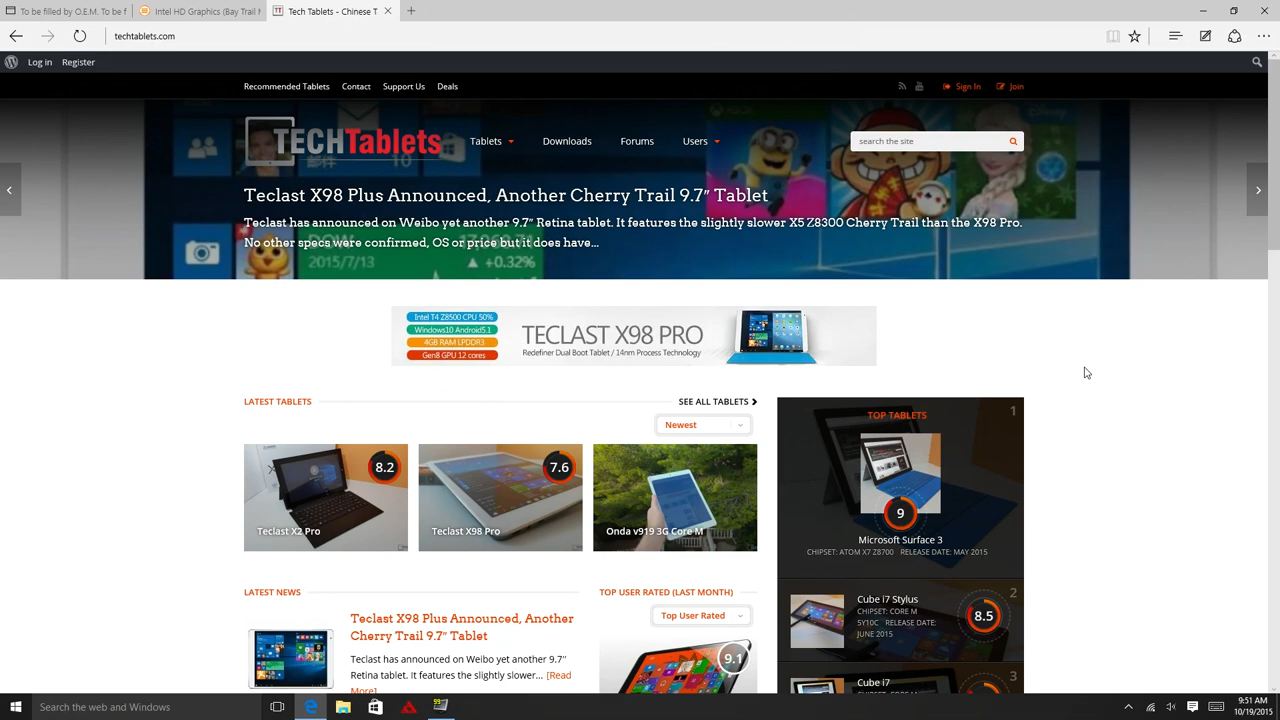 To be filled by O.E.M. To be f
Intel HD Graphics (Bay Trail
Tech Tablets - Chinese
techtablets.com
Log in Register
Recommended Tablets Contact Support Us Deals
Sign In Join
TECHTablets
Tablets Downloads Forums Users
search the site
Teclast X98 Plus Announced, Another Cherry Trail 9.7″ Tablet
Teclast has announced on Weibo yet another 9.7″ Retina tablet. It features the slightly slower X5 Z8300 Cherry Trail than the X98 Pro.
No other specs were confirmed, OS or price but it does have...
2015/7/13
▲ +0.32%
Intel T4 Z8500 CPU 50%
Windows10 Android5.1
4GB RAM LPDDR3
Gen8 GPU 12 cores
TECLAST X98 PRO
Redefiner Dual Boot Tablet / 14nm Process Technology
LATEST TABLETS
SEE ALL TABLETS
Newest
8.2
Teclast X2 Pro
7.6
Teclast X98 Pro
Onda v919 3G Core M
TOP TABLETS
1
9
Microsoft Surface 3
CHIPSET: ATOM X7 Z8700 RELEASE DATE: MAY 2015
2
Cube i7 Stylus
CHIPSET: CORE M
5Y10C RELEASE DATE:
JUNE 2015
8.5
3
Cube i7
LATEST NEWS
Teclast X98 Plus Announced, Another
Cherry Trail 9.7″ Tablet
Teclast has announced on Weibo yet another 9.7″
Retina tablet. It features the slightly slower... [Read
More]
TOP USER RATED (LAST MONTH)
Top User Rated
9.1
Search the web and Windows
9:51 AM
10/19/2015